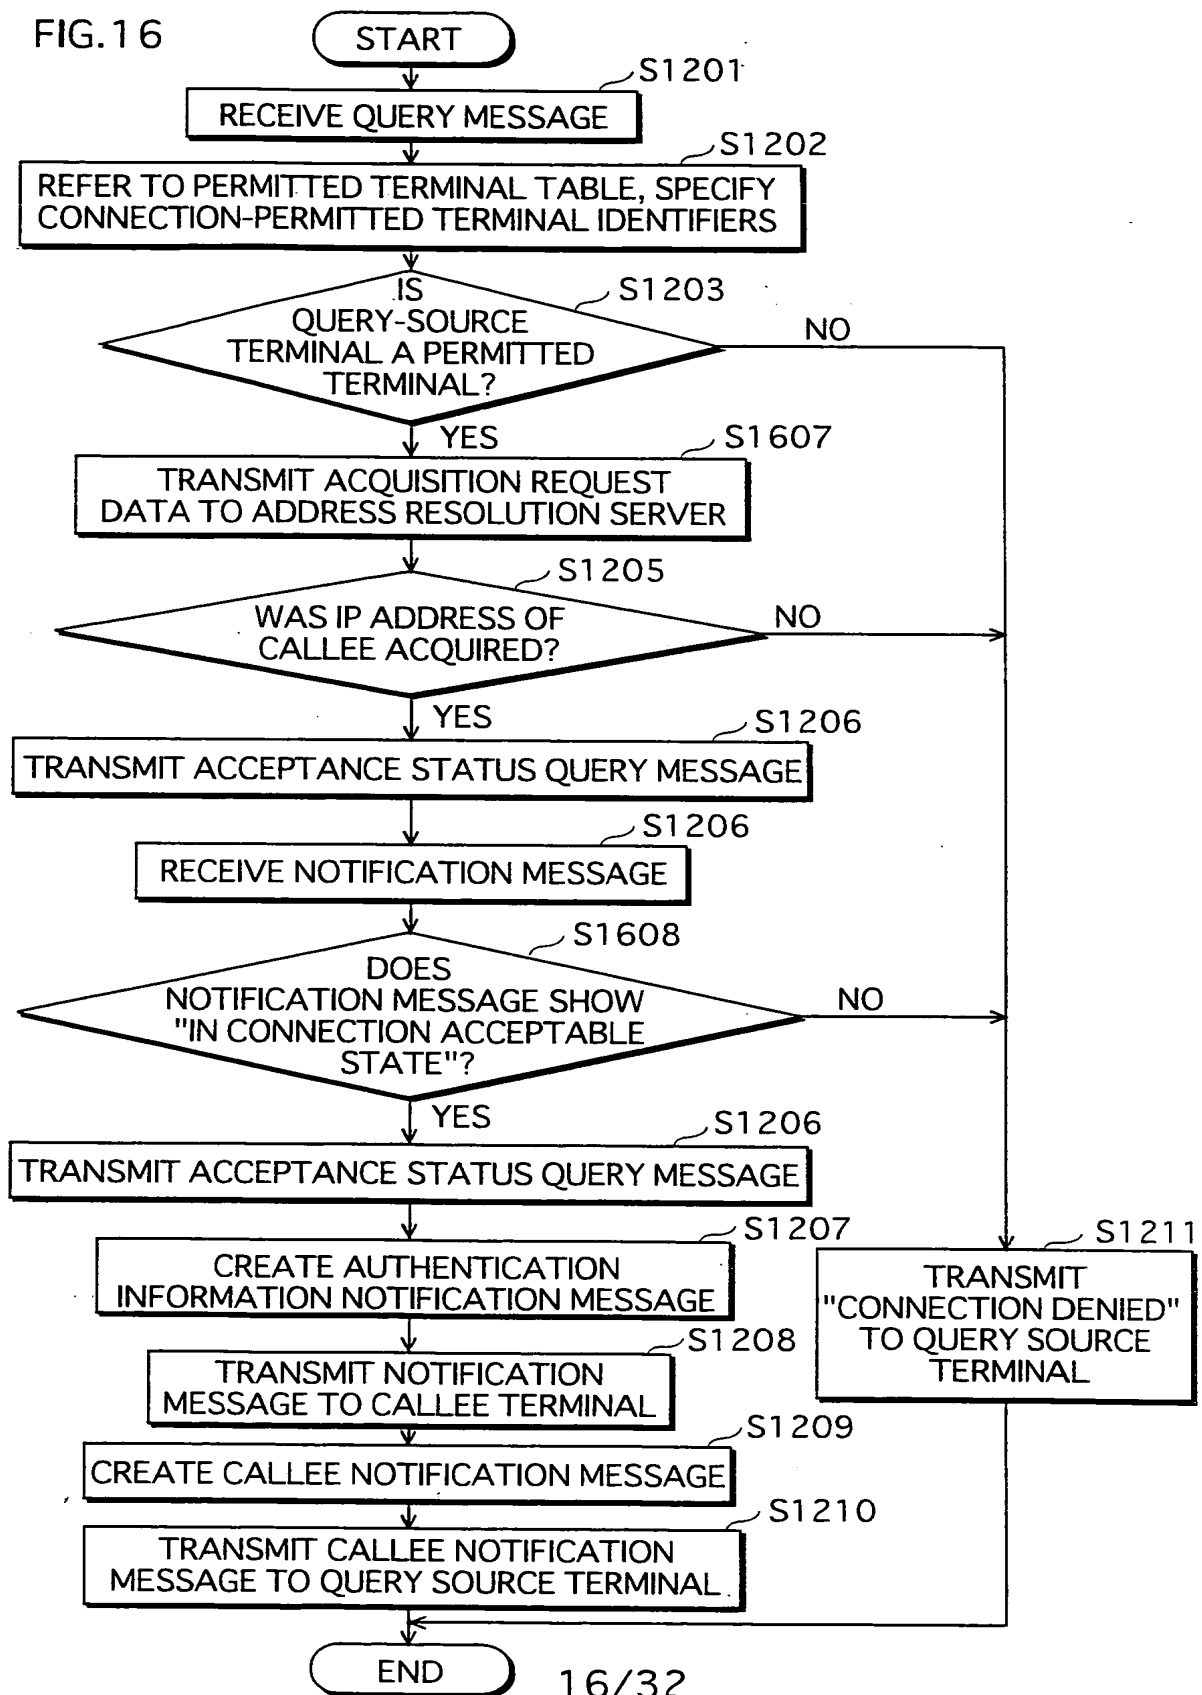 FIG.16
START
S1201
RECEIVE QUERY MESSAGE
S1202
REFER TO PERMITTED TERMINAL TABLE, SPECIFY
CONNECTION-PERMITTED TERMINAL IDENTIFIERS
S1203
IS
QUERY-SOURCE
TERMINAL A PERMITTED
TERMINAL?
NO
YES
S1607
TRANSMIT ACQUISITION REQUEST
DATA TO ADDRESS RESOLUTION SERVER
S1205
WAS IP ADDRESS OF
CALLEE ACQUIRED?
NO
YES
S1206
TRANSMIT ACCEPTANCE STATUS QUERY MESSAGE
S1206
RECEIVE NOTIFICATION MESSAGE
S1608
DOES
NOTIFICATION MESSAGE SHOW
"IN CONNECTION ACCEPTABLE
STATE"?
NO
YES
S1206
TRANSMIT ACCEPTANCE STATUS QUERY MESSAGE
S1207
CREATE AUTHENTICATION
INFORMATION NOTIFICATION MESSAGE
S1211
TRANSMIT
"CONNECTION DENIED"
TO QUERY SOURCE
TERMINAL
S1208
TRANSMIT NOTIFICATION
MESSAGE TO CALLEE TERMINAL
S1209
CREATE CALLEE NOTIFICATION MESSAGE
S1210
TRANSMIT CALLEE NOTIFICATION
MESSAGE TO QUERY SOURCE TERMINAL
END
16/32